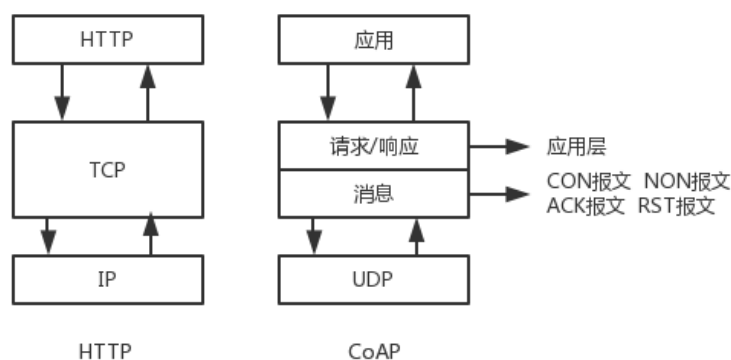 HTTP
应用
TCP
请求/响应
应用层
消息
CON报文 NON报文
ACK报文 RST报文
IP
UDP
HTTP
CoAP